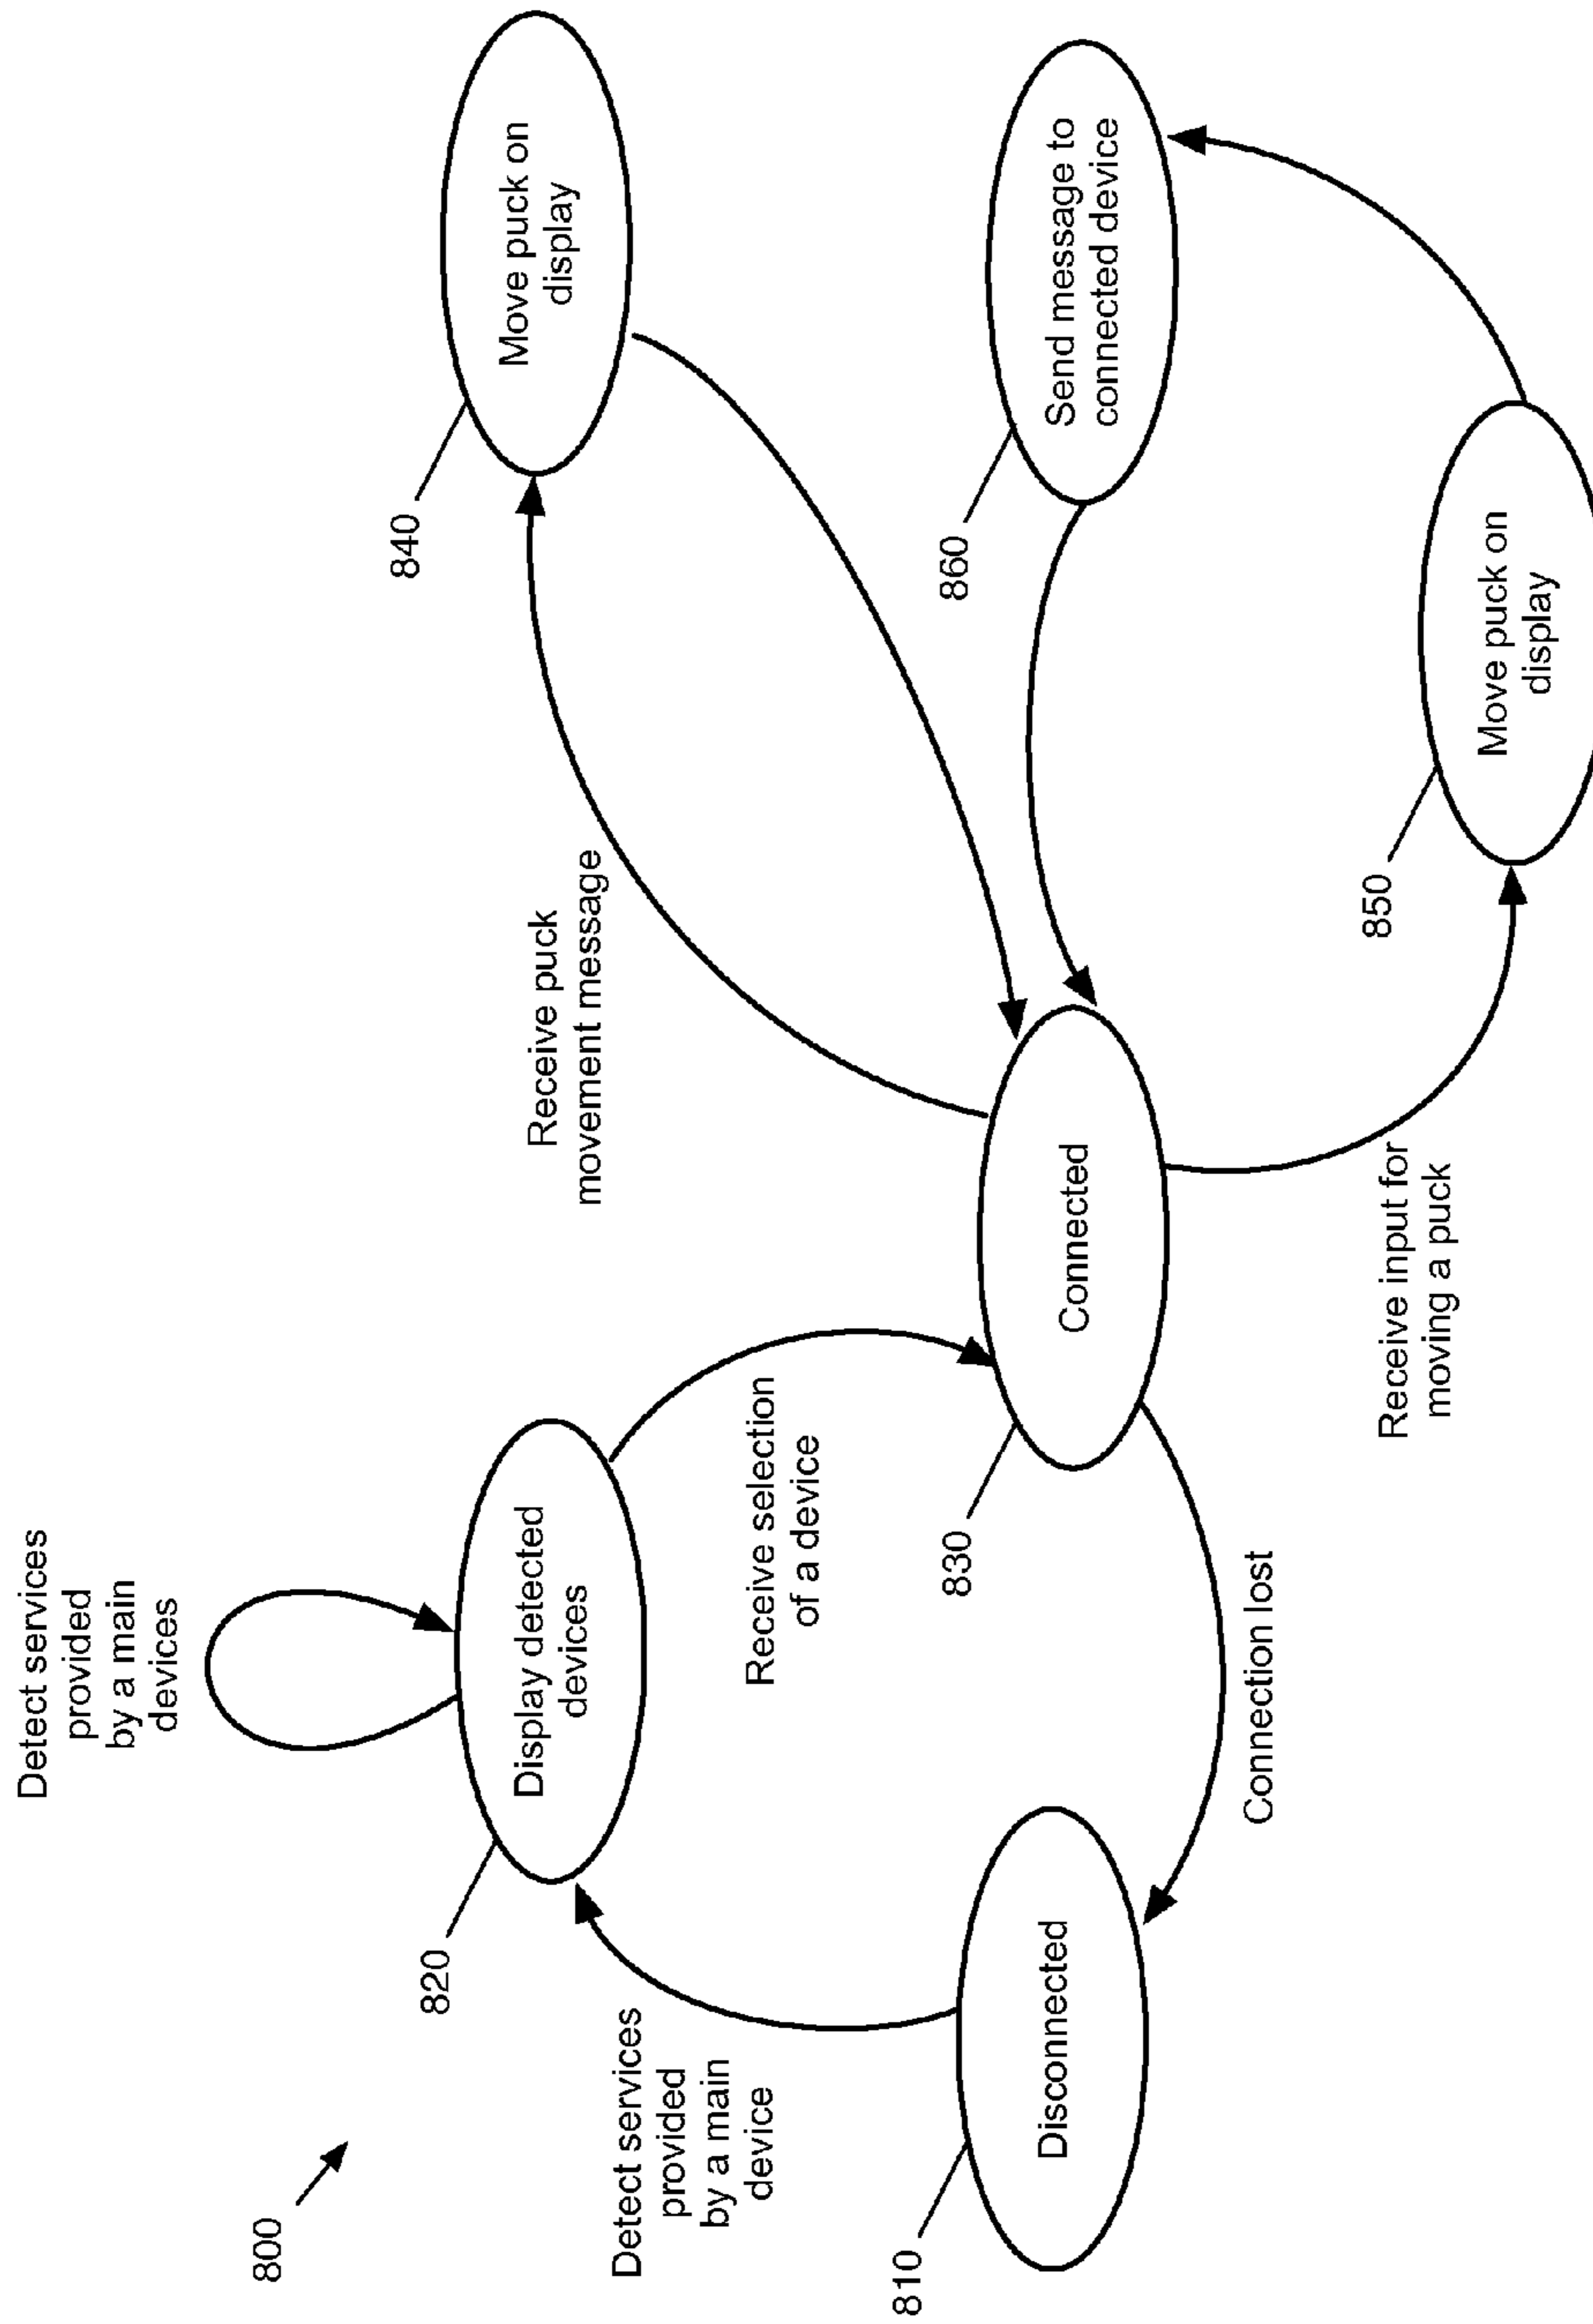 800
Detect services
provided
by a main
devices
820
Display detected
devices
Detect services
provided
by a main
device
810
Disconnected
Receive selection
of a device
830
Connected
Connection lost
Receive puck
movement message
840
Move puck on
display
860
Send message to
connected device
Receive input for
moving a puck
850
Move puck on
display